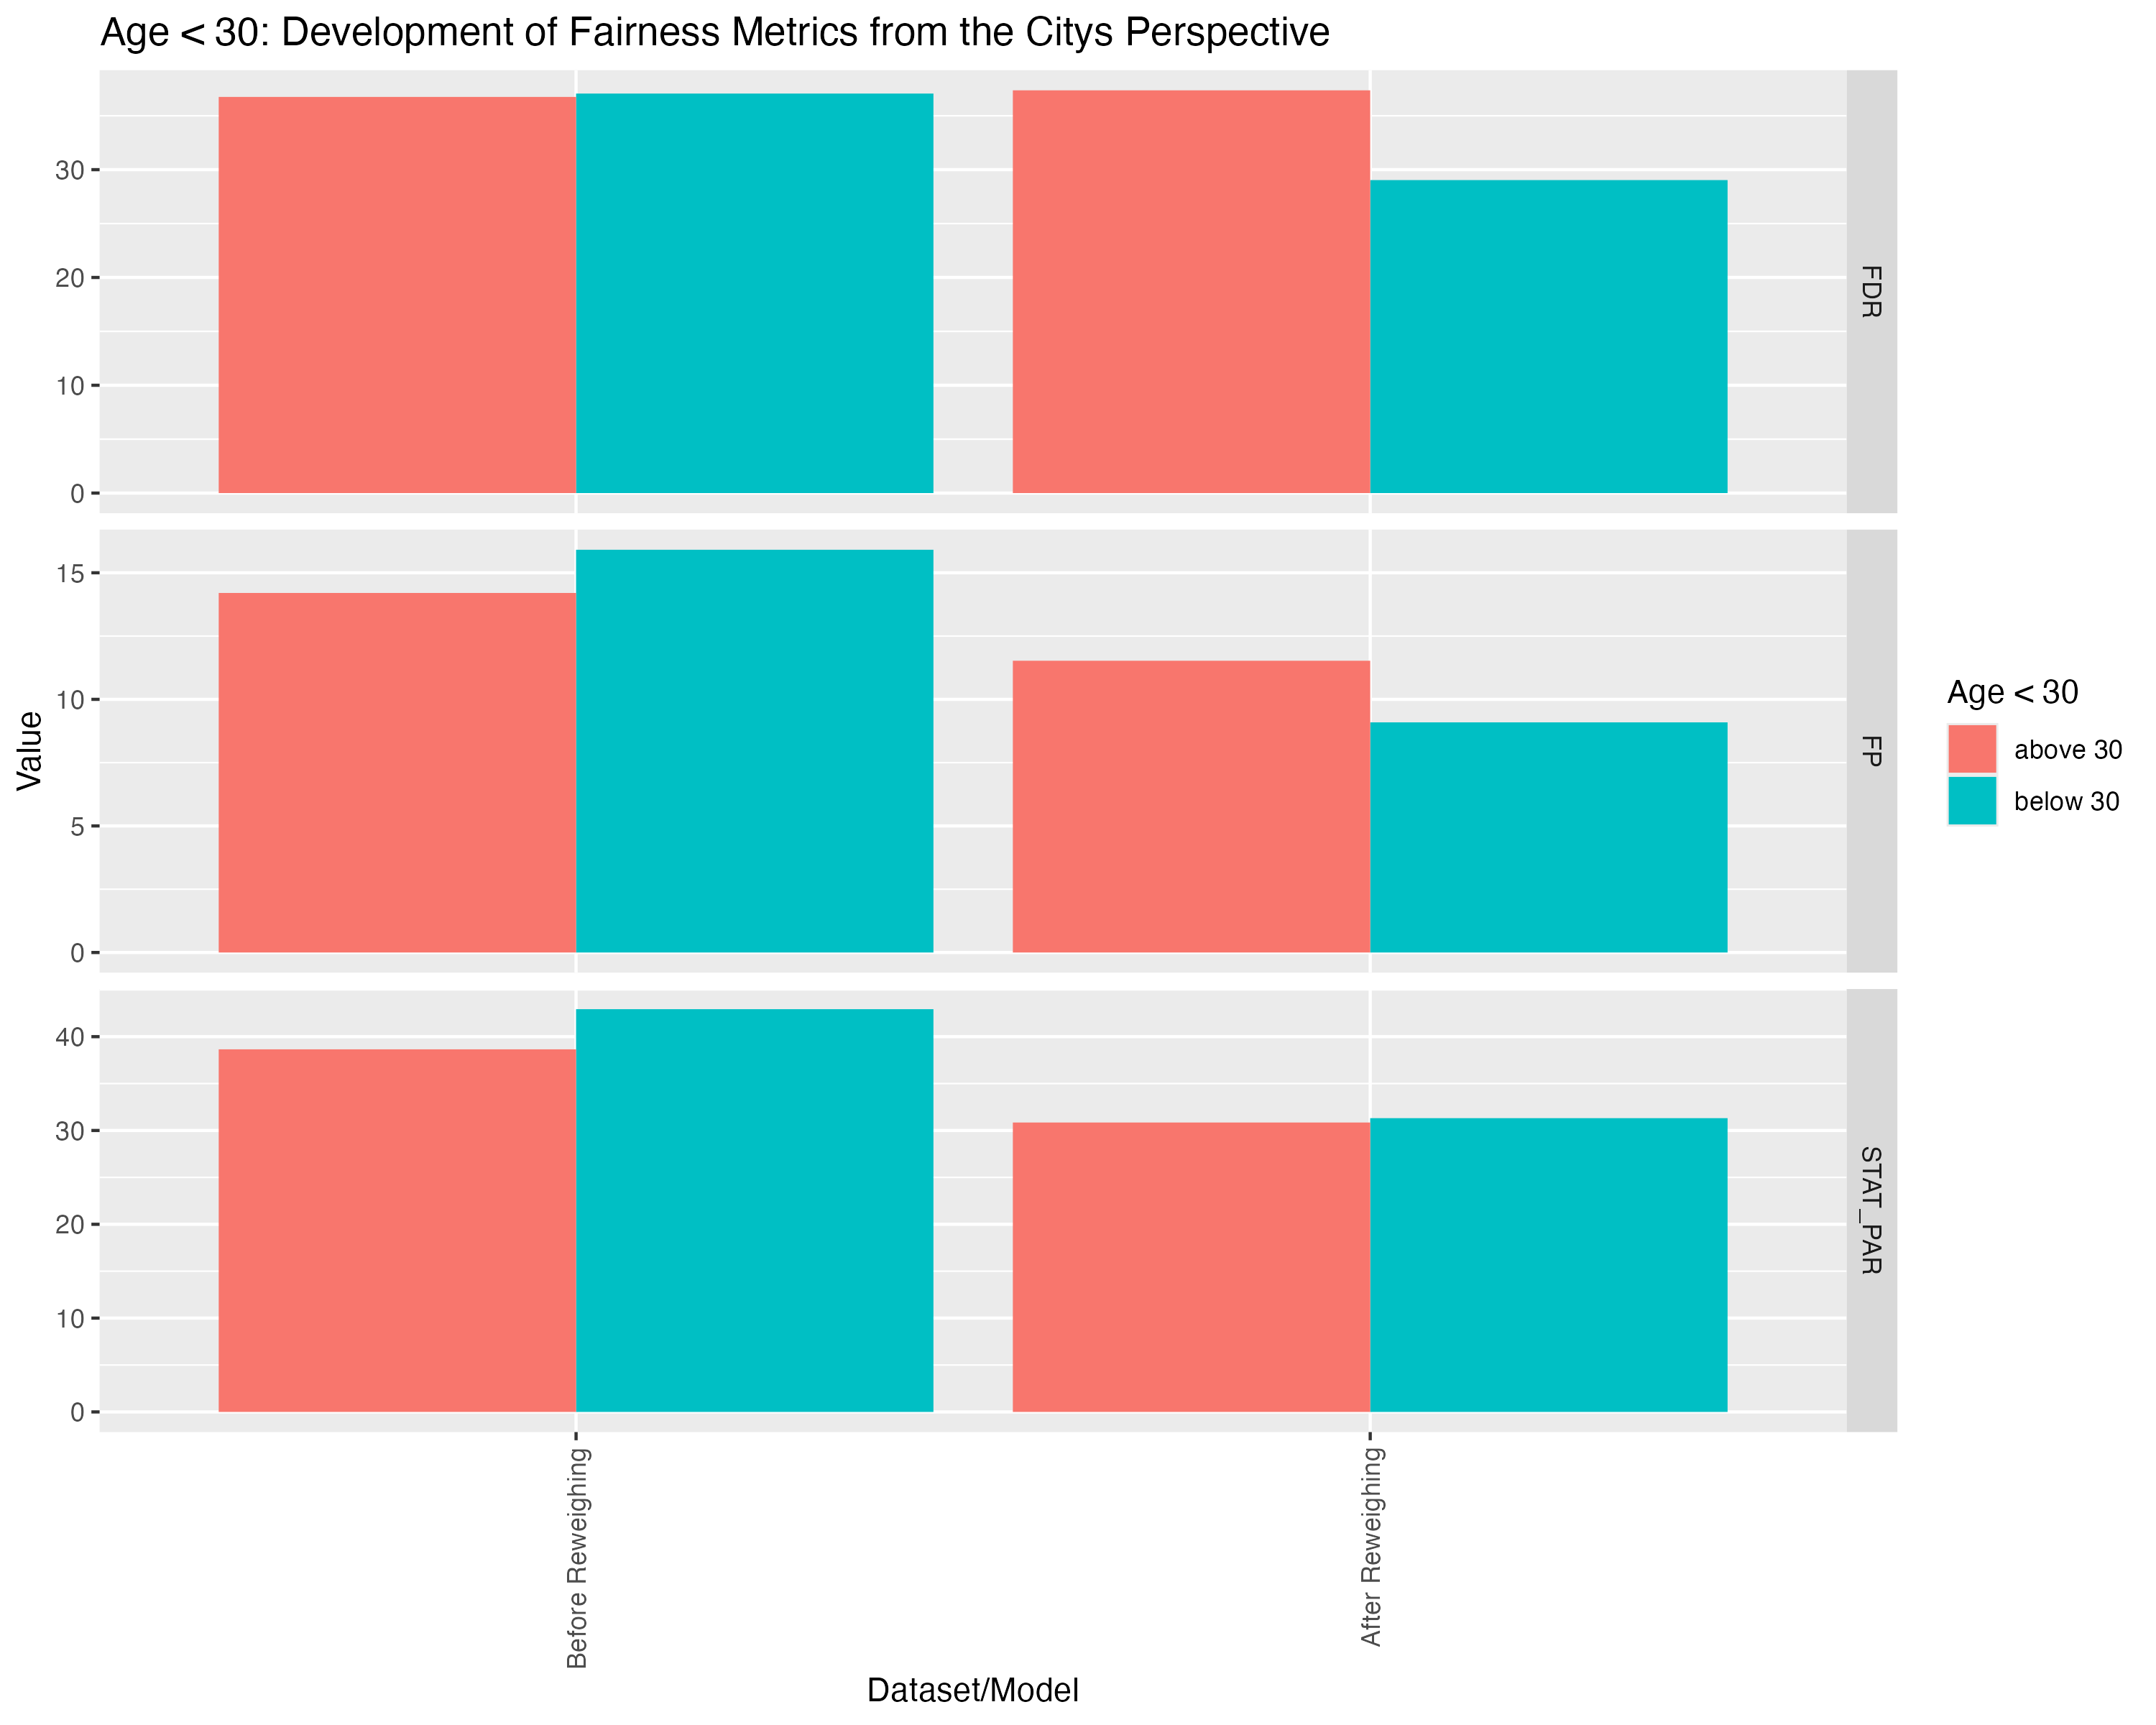 Age < 30: Development of Fairness Metrics from the Citys Perspective
30
20
10
0
FDR
15
10
5
0
FP
40
30
20
10
0
STAT_PAR
Value
Before Reweighing
After Reweighing
Dataset/Model
Age < 30
above 30
below 30